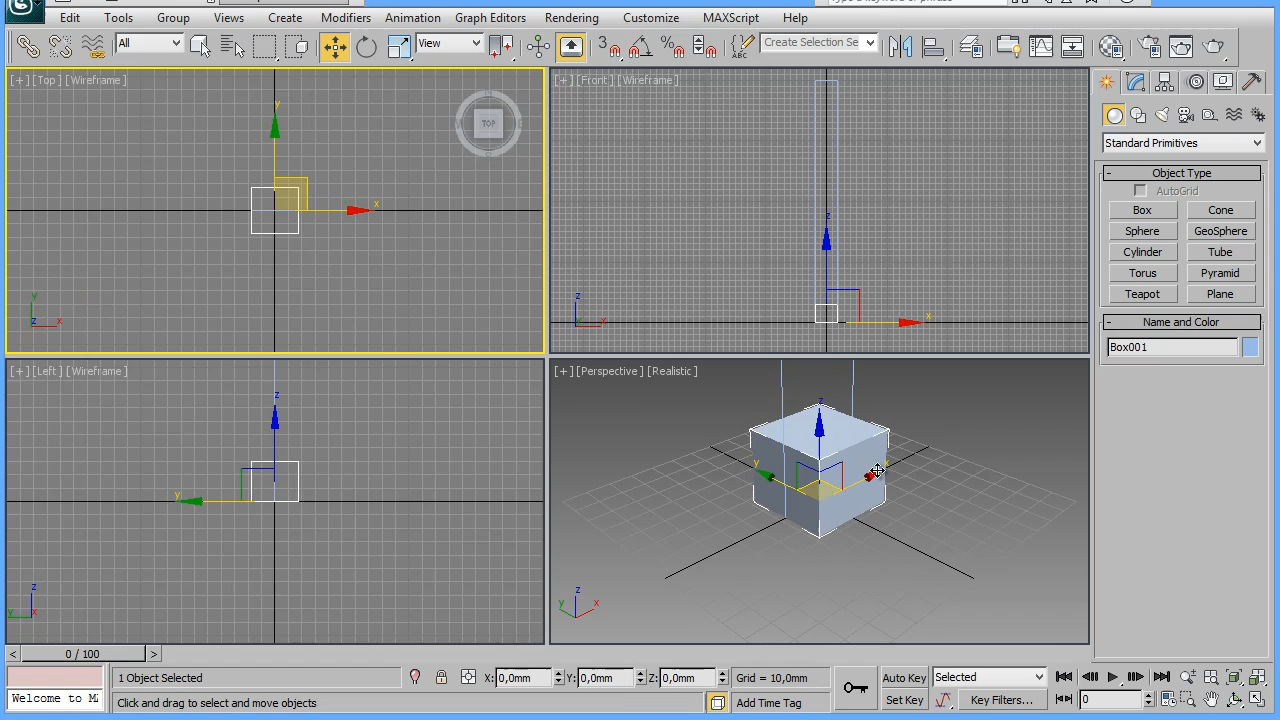 Edit Tools Group Views Create Modifiers Animation Graph Editors Rendering Customize MAXScript Help
All View Create Selection Se
[+] [Top] [Wireframe]
y
TOP
x
y
z x
[+] [Front] [Wireframe]
z
x
z
x
Standard Primitives
- Object Type
AutoGrid
Box Cone
Sphere GeoSphere
Cylinder Tube
Torus Pyramid
Teapot Plane
- Name and Color
Box001
[+] [Left] [Wireframe]
z
y
z
y x
[+] [Perspective] [Realistic]
z
y
z
y x
< 0 / 100 >
1 Object Selected X: 0,0mm Y: 0,0mm Z: 0,0mm Grid = 10,0mm Auto Key Selected
Welcome to M
Click and drag to select and move objects Add Time Tag Set Key Key Filters... 0